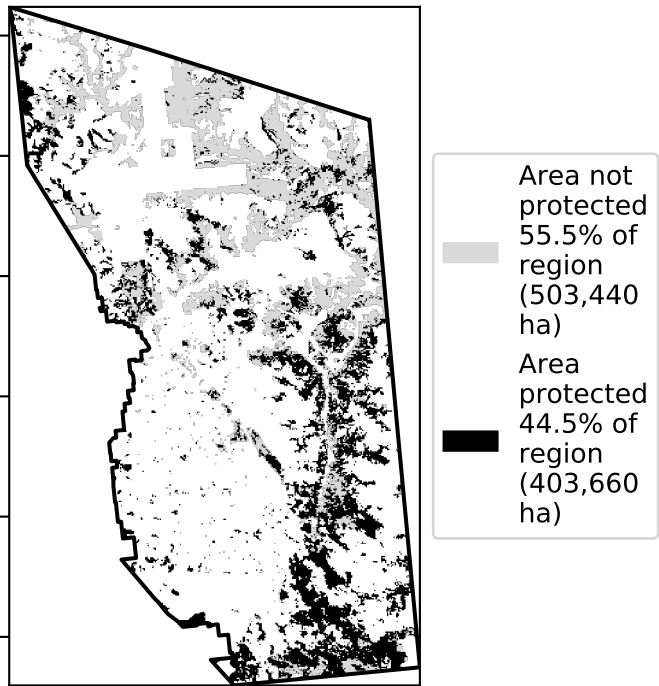 Area not
protected
55.5% of
region
(503,440
ha)
Area
protected
44.5% of
region
(403,660
ha)